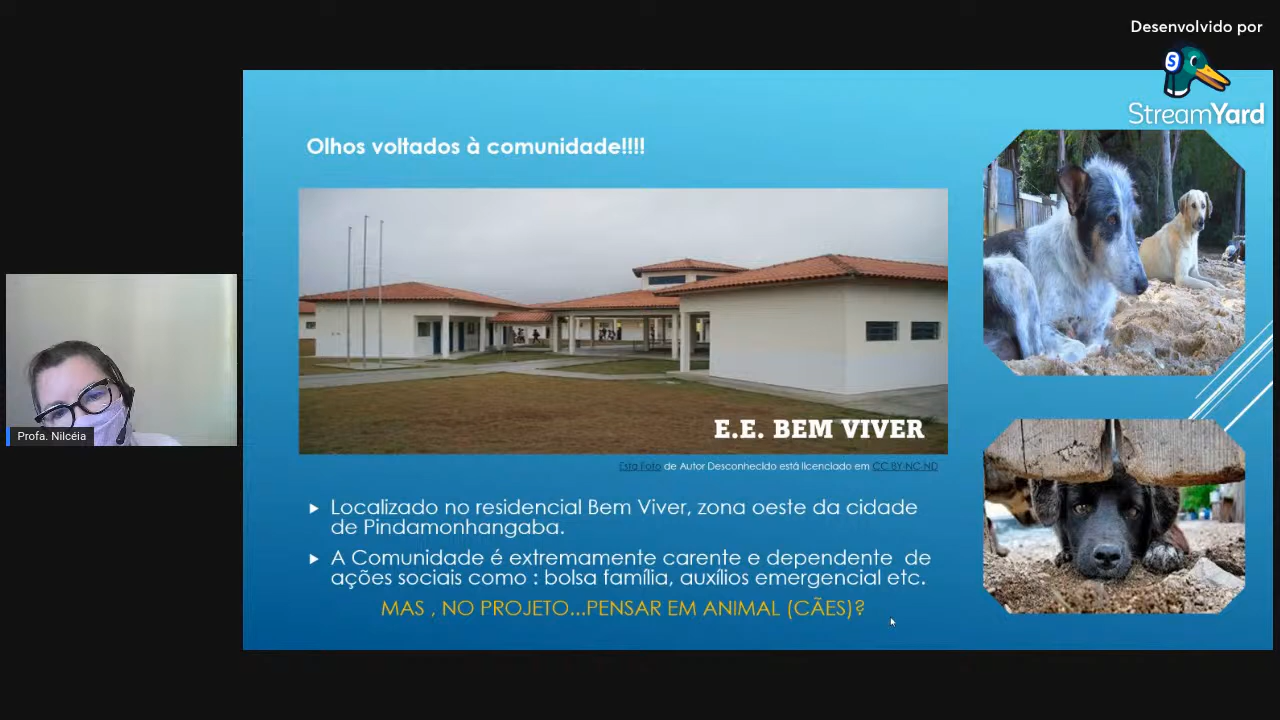 Desenvolvido por
StreamYard
Olhos voltados à comunidade!!!!
E.E. BEM VIVER
Esta Foto de Autor Desconhecido está licenciado em CC BY-NC-ND
Localizado no residencial Bem Viver, zona oeste da cidade
de Pindamonhangaba.
A Comunidade é extremamente carente e dependente de
ações sociais como : bolsa família, auxílios emergencial etc.
MAS , NO PROJETO...PENSAR EM ANIMAL (CÃES)?
Profa. Nilcéia